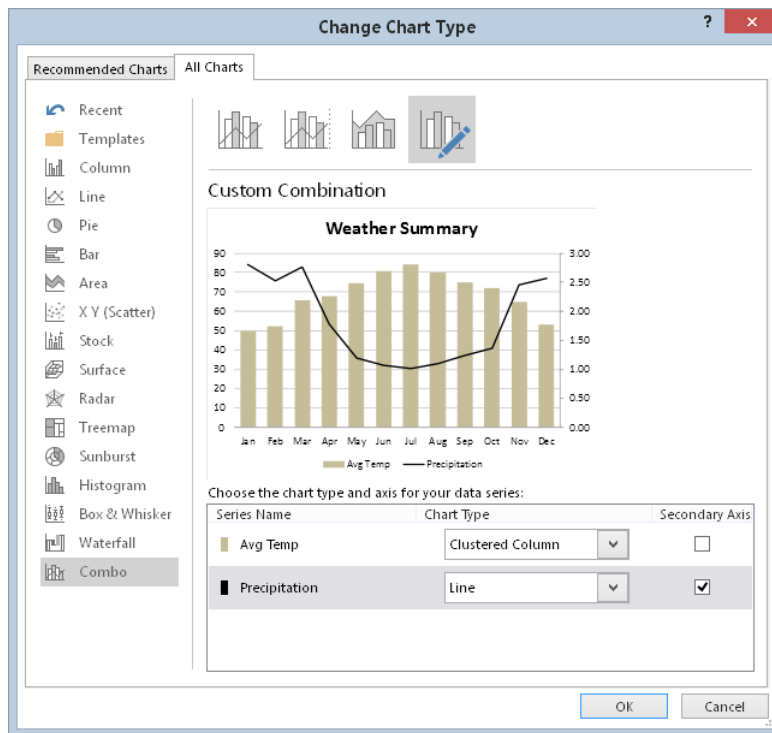 Change Chart Type
?
Recommended Charts
All Charts
Recent
Templates
Column
Line
Pie
Bar
Area
X Y (Scatter)
Stock
Surface
Radar
Treemap
Sunburst
Histogram
Box & Whisker
Waterfall
Combo
Custom Combination
Weather Summary
90
80
70
60
50
40
30
20
10
0
3.00
2.50
2.00
1.50
1.00
0.50
0.00
Jan Feb Mar Apr May Jun Jul Aug Sep Oct Nov Dec
Avg Temp Precipitation
Choose the chart type and axis for your data series:
Series Name Chart Type Secondary Axis
Avg Temp Clustered Column
Precipitation Line
OK Cancel